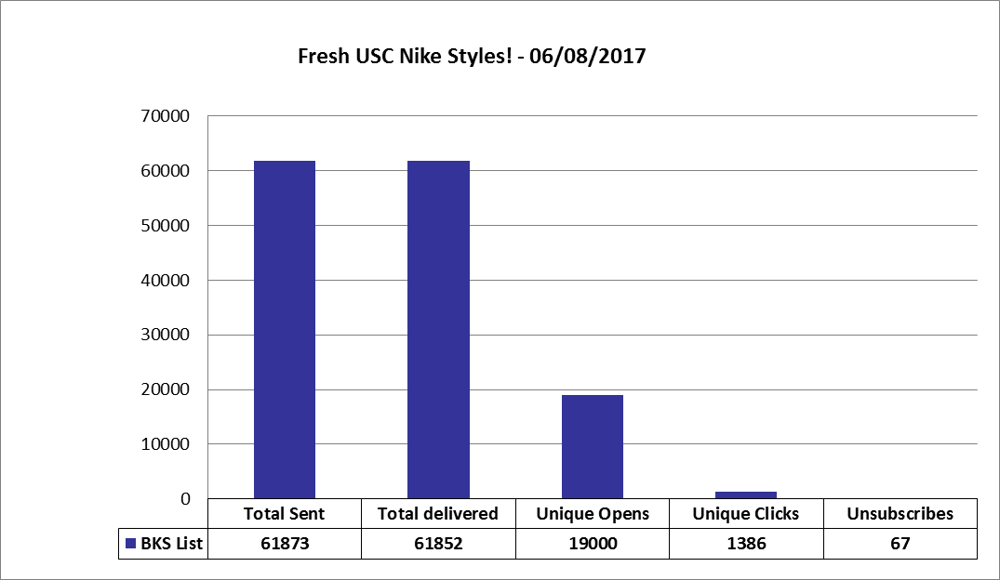 Fresh USC Nike Styles! - 06/08/2017
70000
60000
50000
40000
30000
20000
10000
0
Total Sent Total delivered Unique Opens Unique Clicks Unsubscribes
BKS List 61873 61852 19000 1386 67